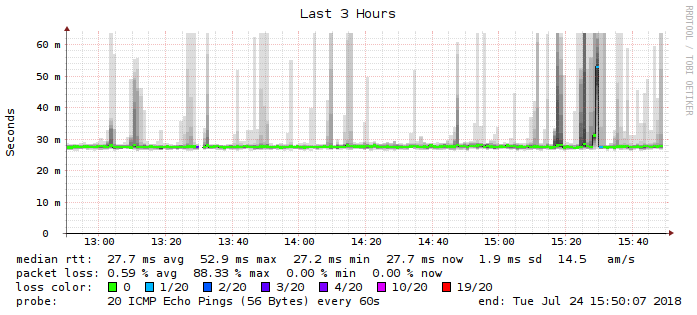 Last 3 Hours
RRDTOOL / TOBI OETIKER
Seconds
60 m
50 m
40 m
30 m
20 m
10 m
0
13:00 13:20 13:40 14:00 14:20 14:40 15:00 15:20 15:40
median rtt: 27.7 ms avg 52.9 ms max 27.2 ms min 27.7 ms now 1.9 ms sd 14.5 am/s
packet loss: 0.59 % avg 88.33 % max 0.00 % min 0.00 % now
loss color: 0 1/20 2/20 3/20 4/20 10/20 19/20
probe: 20 ICMP Echo Pings (56 Bytes) every 60s end: Tue Jul 24 15:50:07 2018